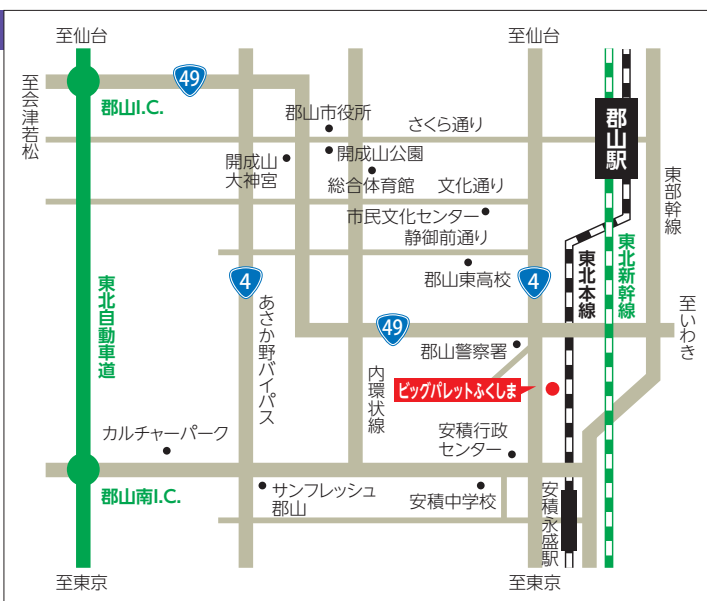 至仙台
至仙台
至会津若松
49
郡山I.C.
郡山市役所
さくら通り
郡山駅
開成山
大神宮
開成山公園
総合体育館
文化通り
東部幹線
市民文化センター
静御前通り
東北自動車道
4
あさか野バイパス
郡山東高校
4
東北本線
東北新幹線
至いわき
49
内環状線
郡山警察署
ビッグパレットふくしま
カルチャーパーク
安積行政
センター
郡山南I.C.
サンフレッシュ
郡山
安積中学校
安積永盛駅
至東京
至東京